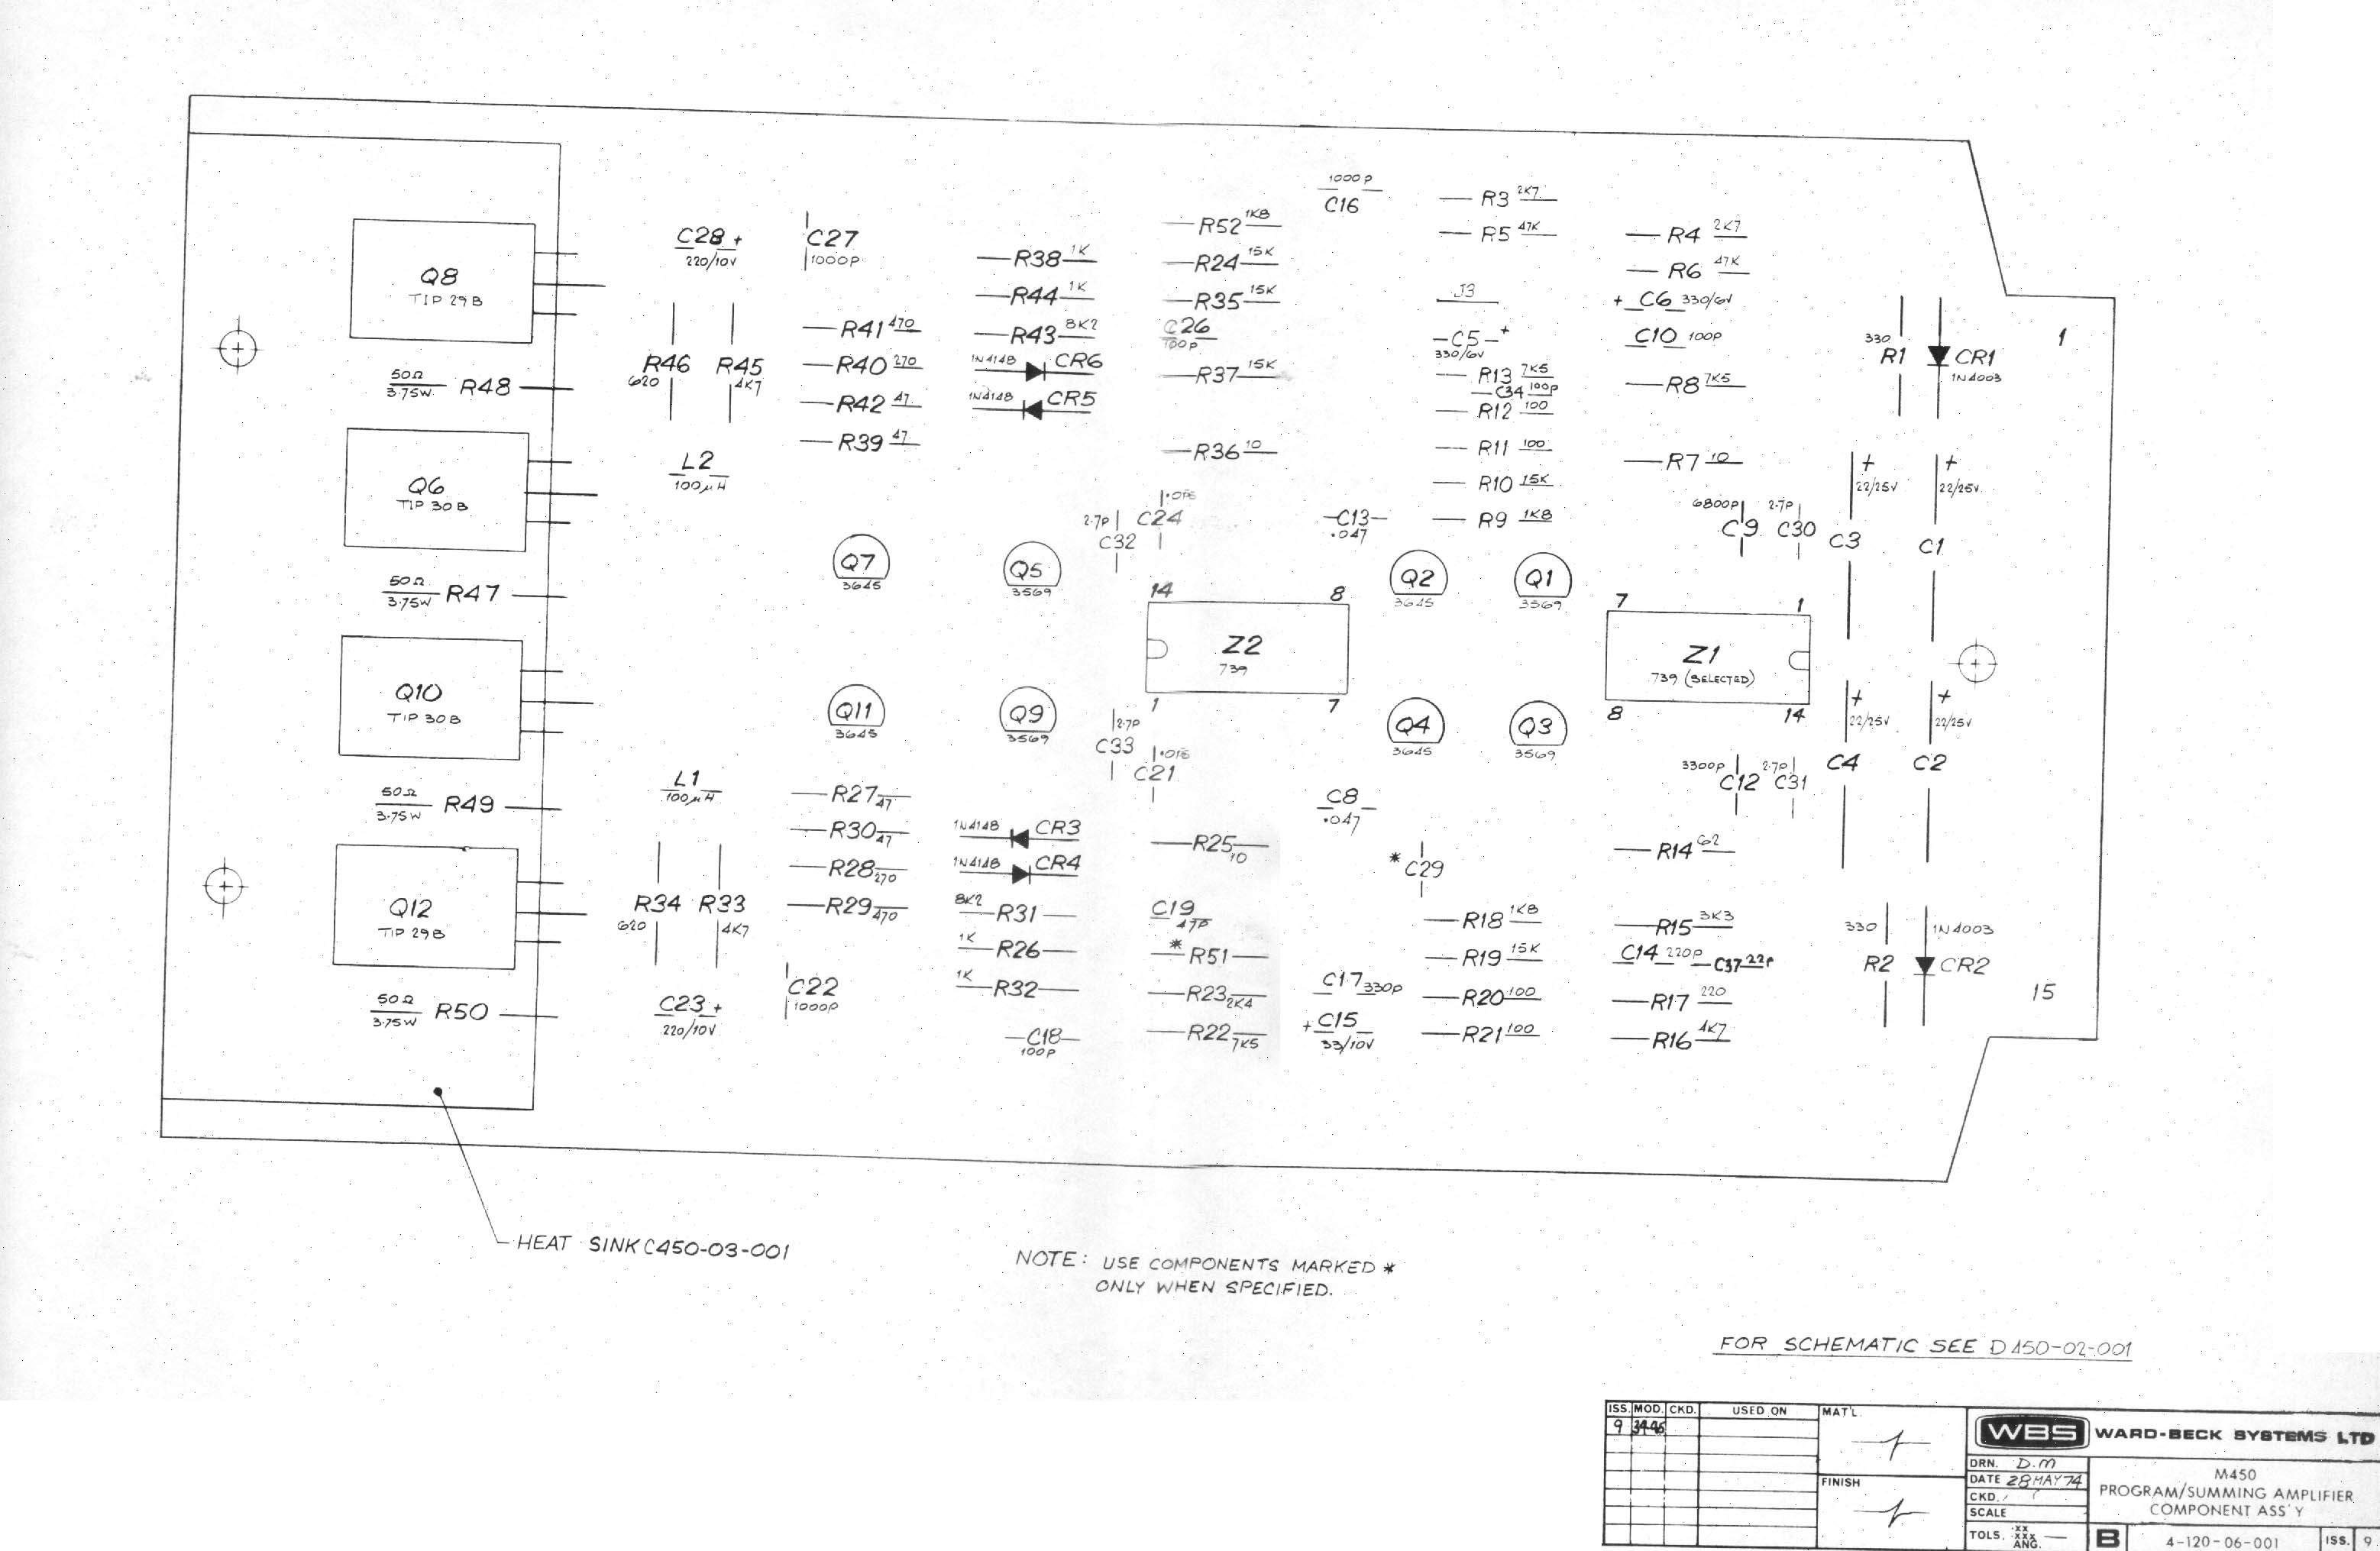 Q8
TIP 29B
50Ω
3.75W
R48
Q6
TIP 30B
50Ω
3.75W
R47
Q10
TIP 30B
50Ω
3.75W
R49
Q12
TIP 29B
50Ω
3.75W
R50
C28 +
220/10V
C27
1000P
R46
620
R45
4K7
L2
100μH
R41 470
R40 270
R42 47
R39 47
Q7
3645
Q11
3645
L1
100μH
R34
620
R33
4K7
C23 +
220/10V
C22
1000P
R27 47
R30 47
R28 270
R29 470
R38 1K
R44 1K
R43 8K2
1N4148 CR6
1N4148 CR5
Q5
3569
Q9
3569
2.7P
C32
C24
2.7P
C33
C21
1N4148 CR3
1N4148 CR4
8K2 R31
1K R26
1K R32
C18
100P
R52 1K8
R24 15K
R35 15K
C26
100P
R37 15K
R36 10
14 8
Z2
739
1 7
R25 10
C19
47P
* R51
R23 2K4
R22 7K5
1000P
C16
C13
.047
C8
.047
* C29
C17 330P
+ C15
33/10V
R3 2K7
R5 47K
J3
C5 +
330/6V
R13 7K5
C34 100P
R12 100
R11 100
R10 15K
R9 1K8
Q2
3645
Q1
3569
Q4
3645
Q3
3569
R18 1K8
R19 15K
R20 100
R21 100
R4 2K7
R6 47K
+ C6 330/6V
C10 100P
R8 7K5
R7 10
6800P
C9
2.7P
C30
7 1
Z1
739 (SELECTED)
8 14
3300P
C12
2.7P
C31
R14 62
R15 3K3
C14 220P C37 22P
R17 220
R16 4K7
330
R1
CR1
1N4003
1
+
22/25V
C3
+
22/25V
C1
+
22/25V
C4
+
22/25V
C2
330
R2
1N4003
CR2
15
HEAT SINK C450-03-001
NOTE: USE COMPONENTS MARKED *
ONLY WHEN SPECIFIED.
FOR SCHEMATIC SEE D450-02-001
ISS. MOD. CKD. USED ON MAT'L
9
FINISH
WBS WARD-BECK SYSTEMS LTD
DRN. D.M
DATE 28 MAY 74
CKD.
SCALE
TOLS. .XX
.XXX
ANG.
M450
PROGRAM/SUMMING AMPLIFIER
COMPONENT ASS'Y
B 4-120-06-001 ISS. 9